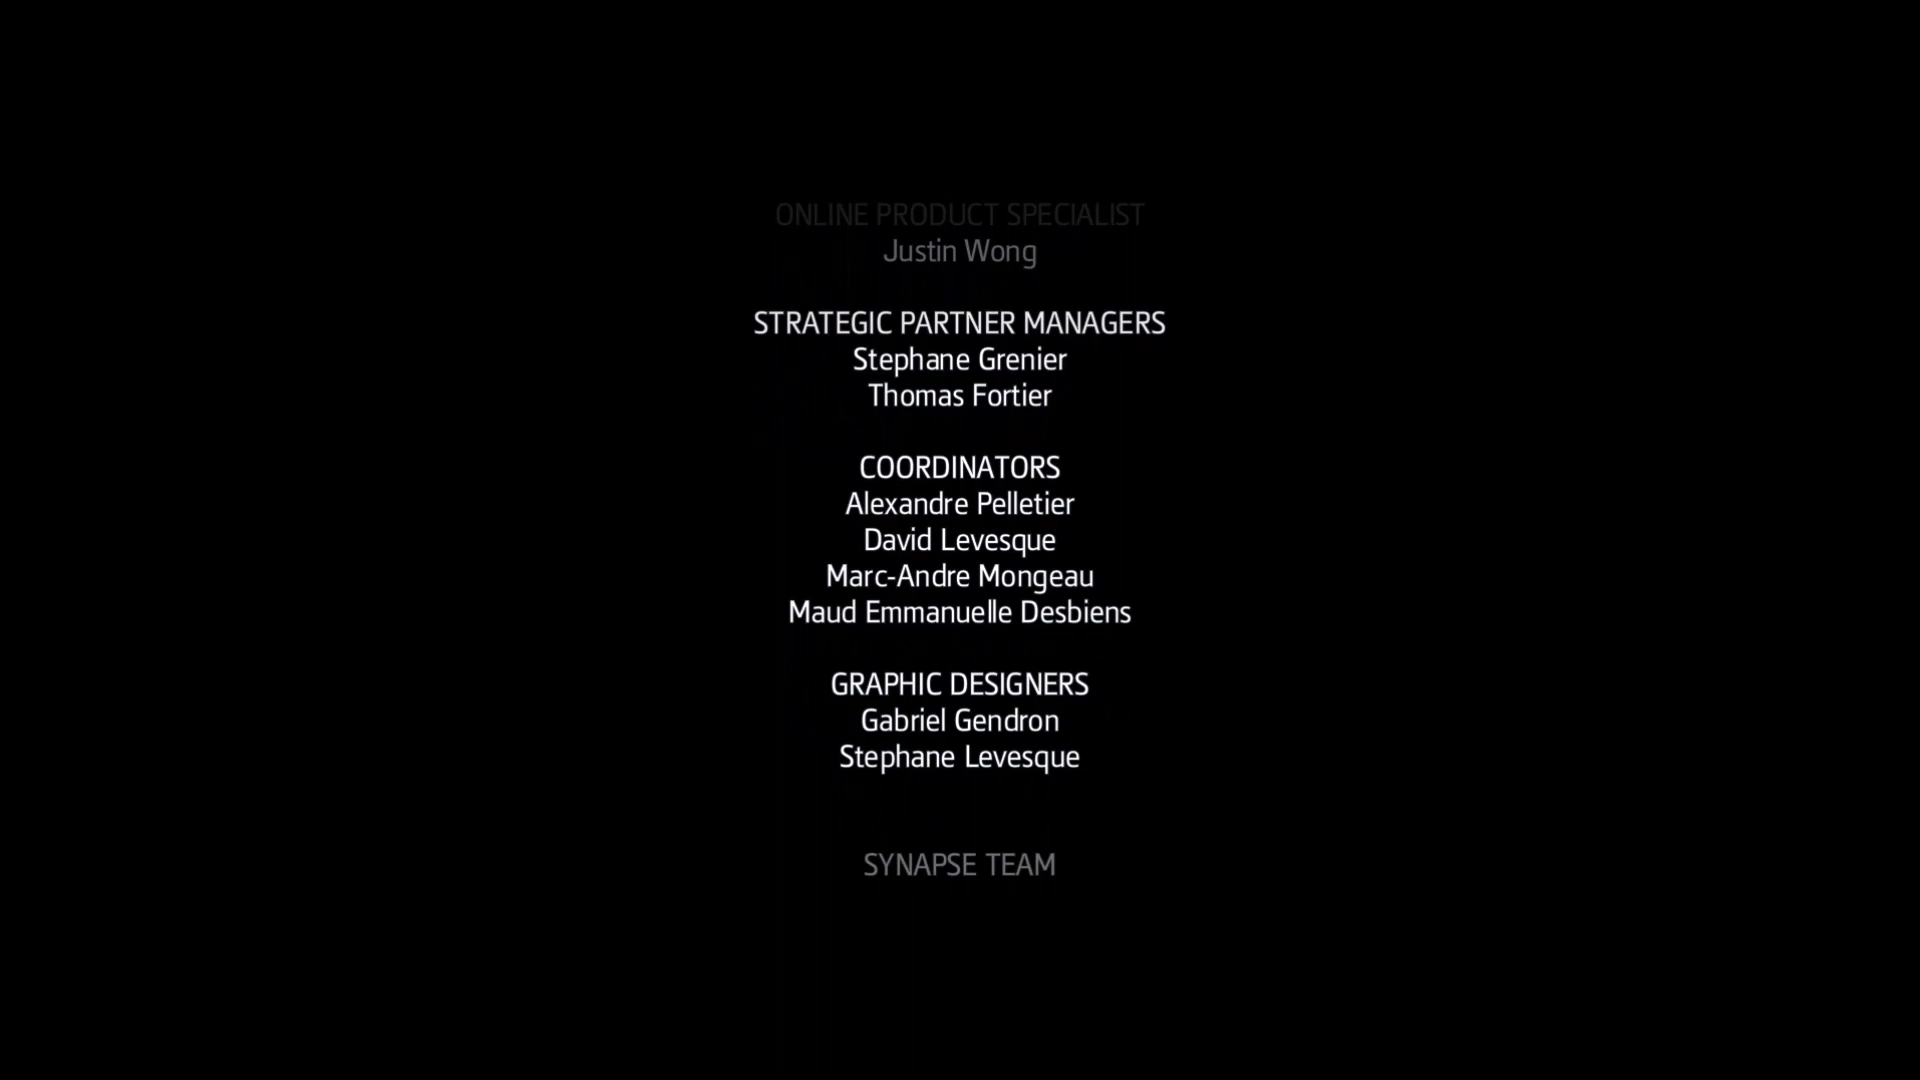 ONLINE PRODUCT SPECIALIST
Justin Wong
STRATEGIC PARTNER MANAGERS
Stephane Grenier
Thomas Fortier
COORDINATORS
Alexandre Pelletier
David Levesque
Marc-Andre Mongeau
Maud Emmanuelle Desbiens
GRAPHIC DESIGNERS
Gabriel Gendron
Stephane Levesque
SYNAPSE TEAM